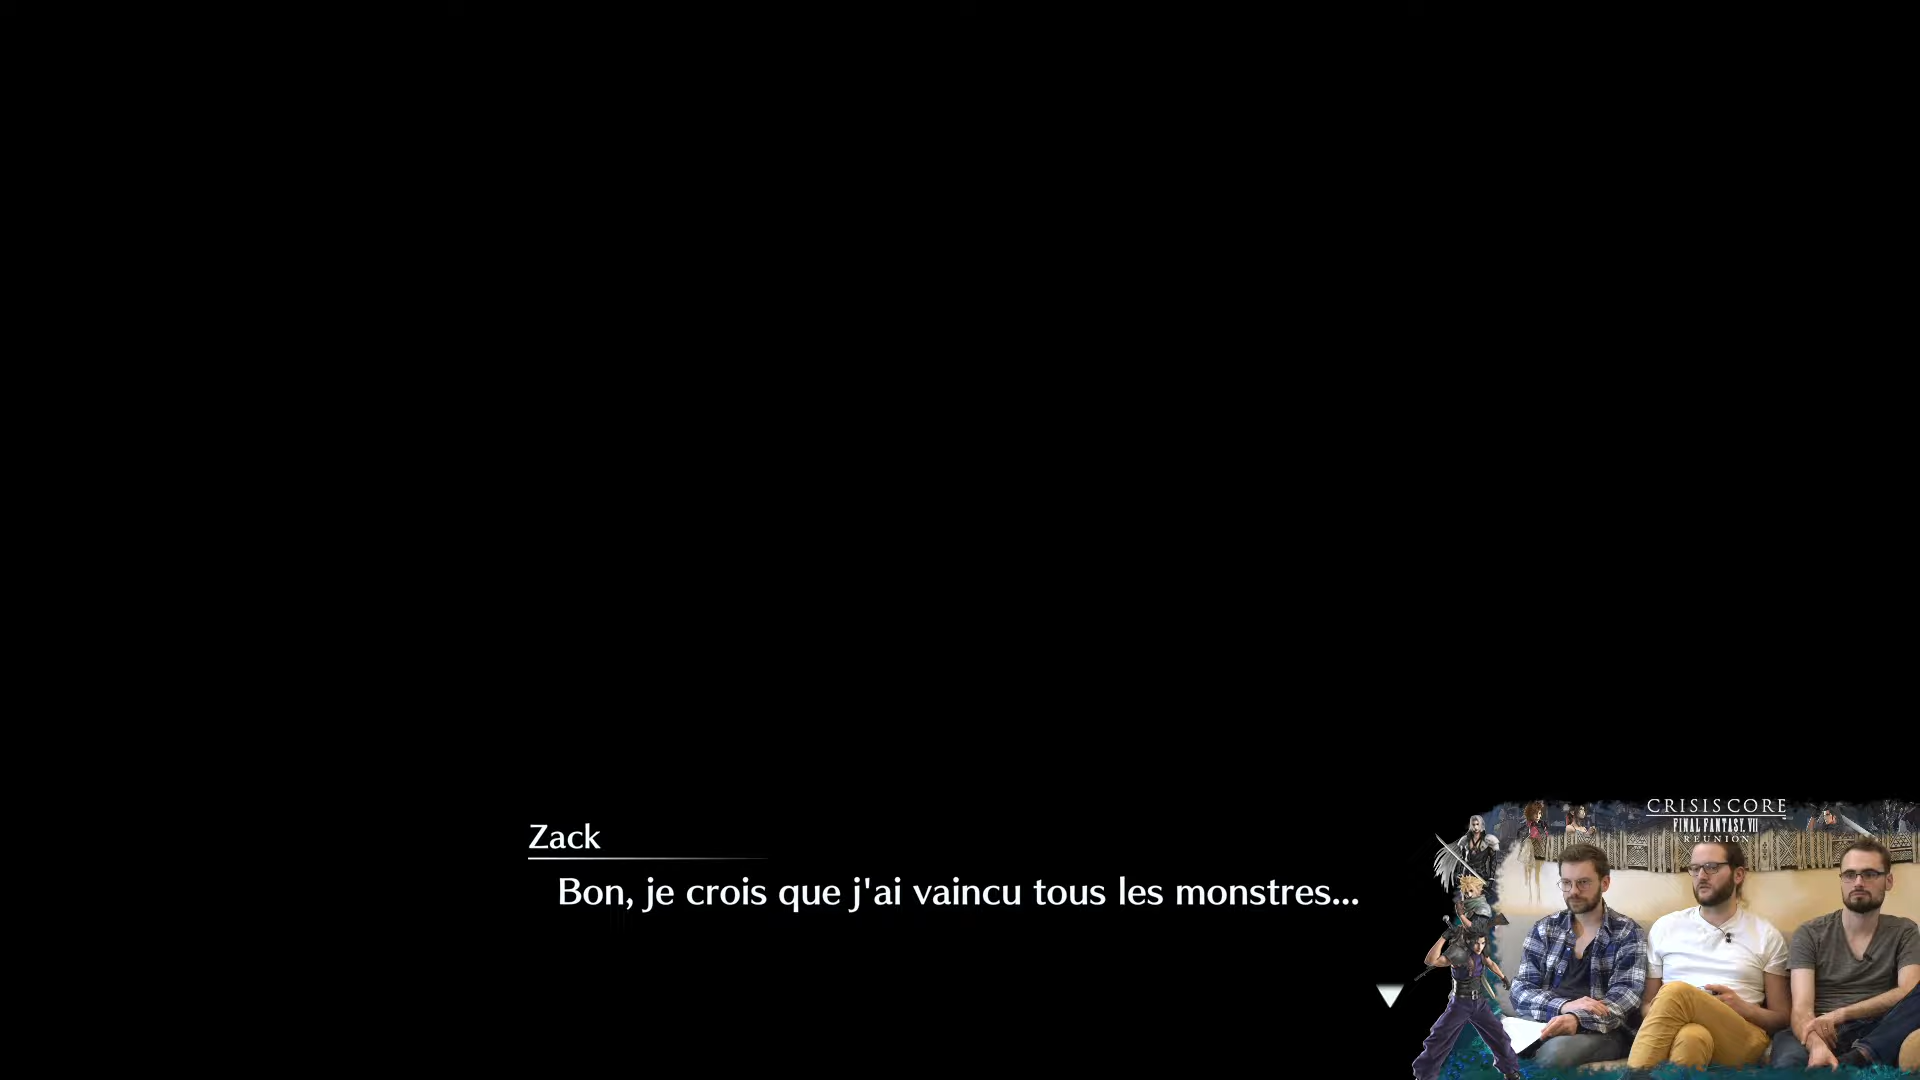 Zack
Bon, je crois que j'ai vaincu tous les monstres...
CRISIS CORE
FINAL FANTASY VII
REUNION